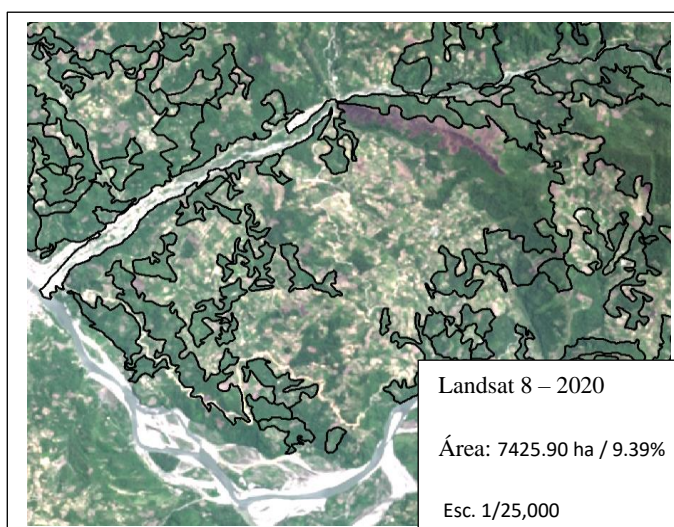 Landsat 8 – 2020
Área: 7425.90 ha / 9.39%
Esc. 1/25,000